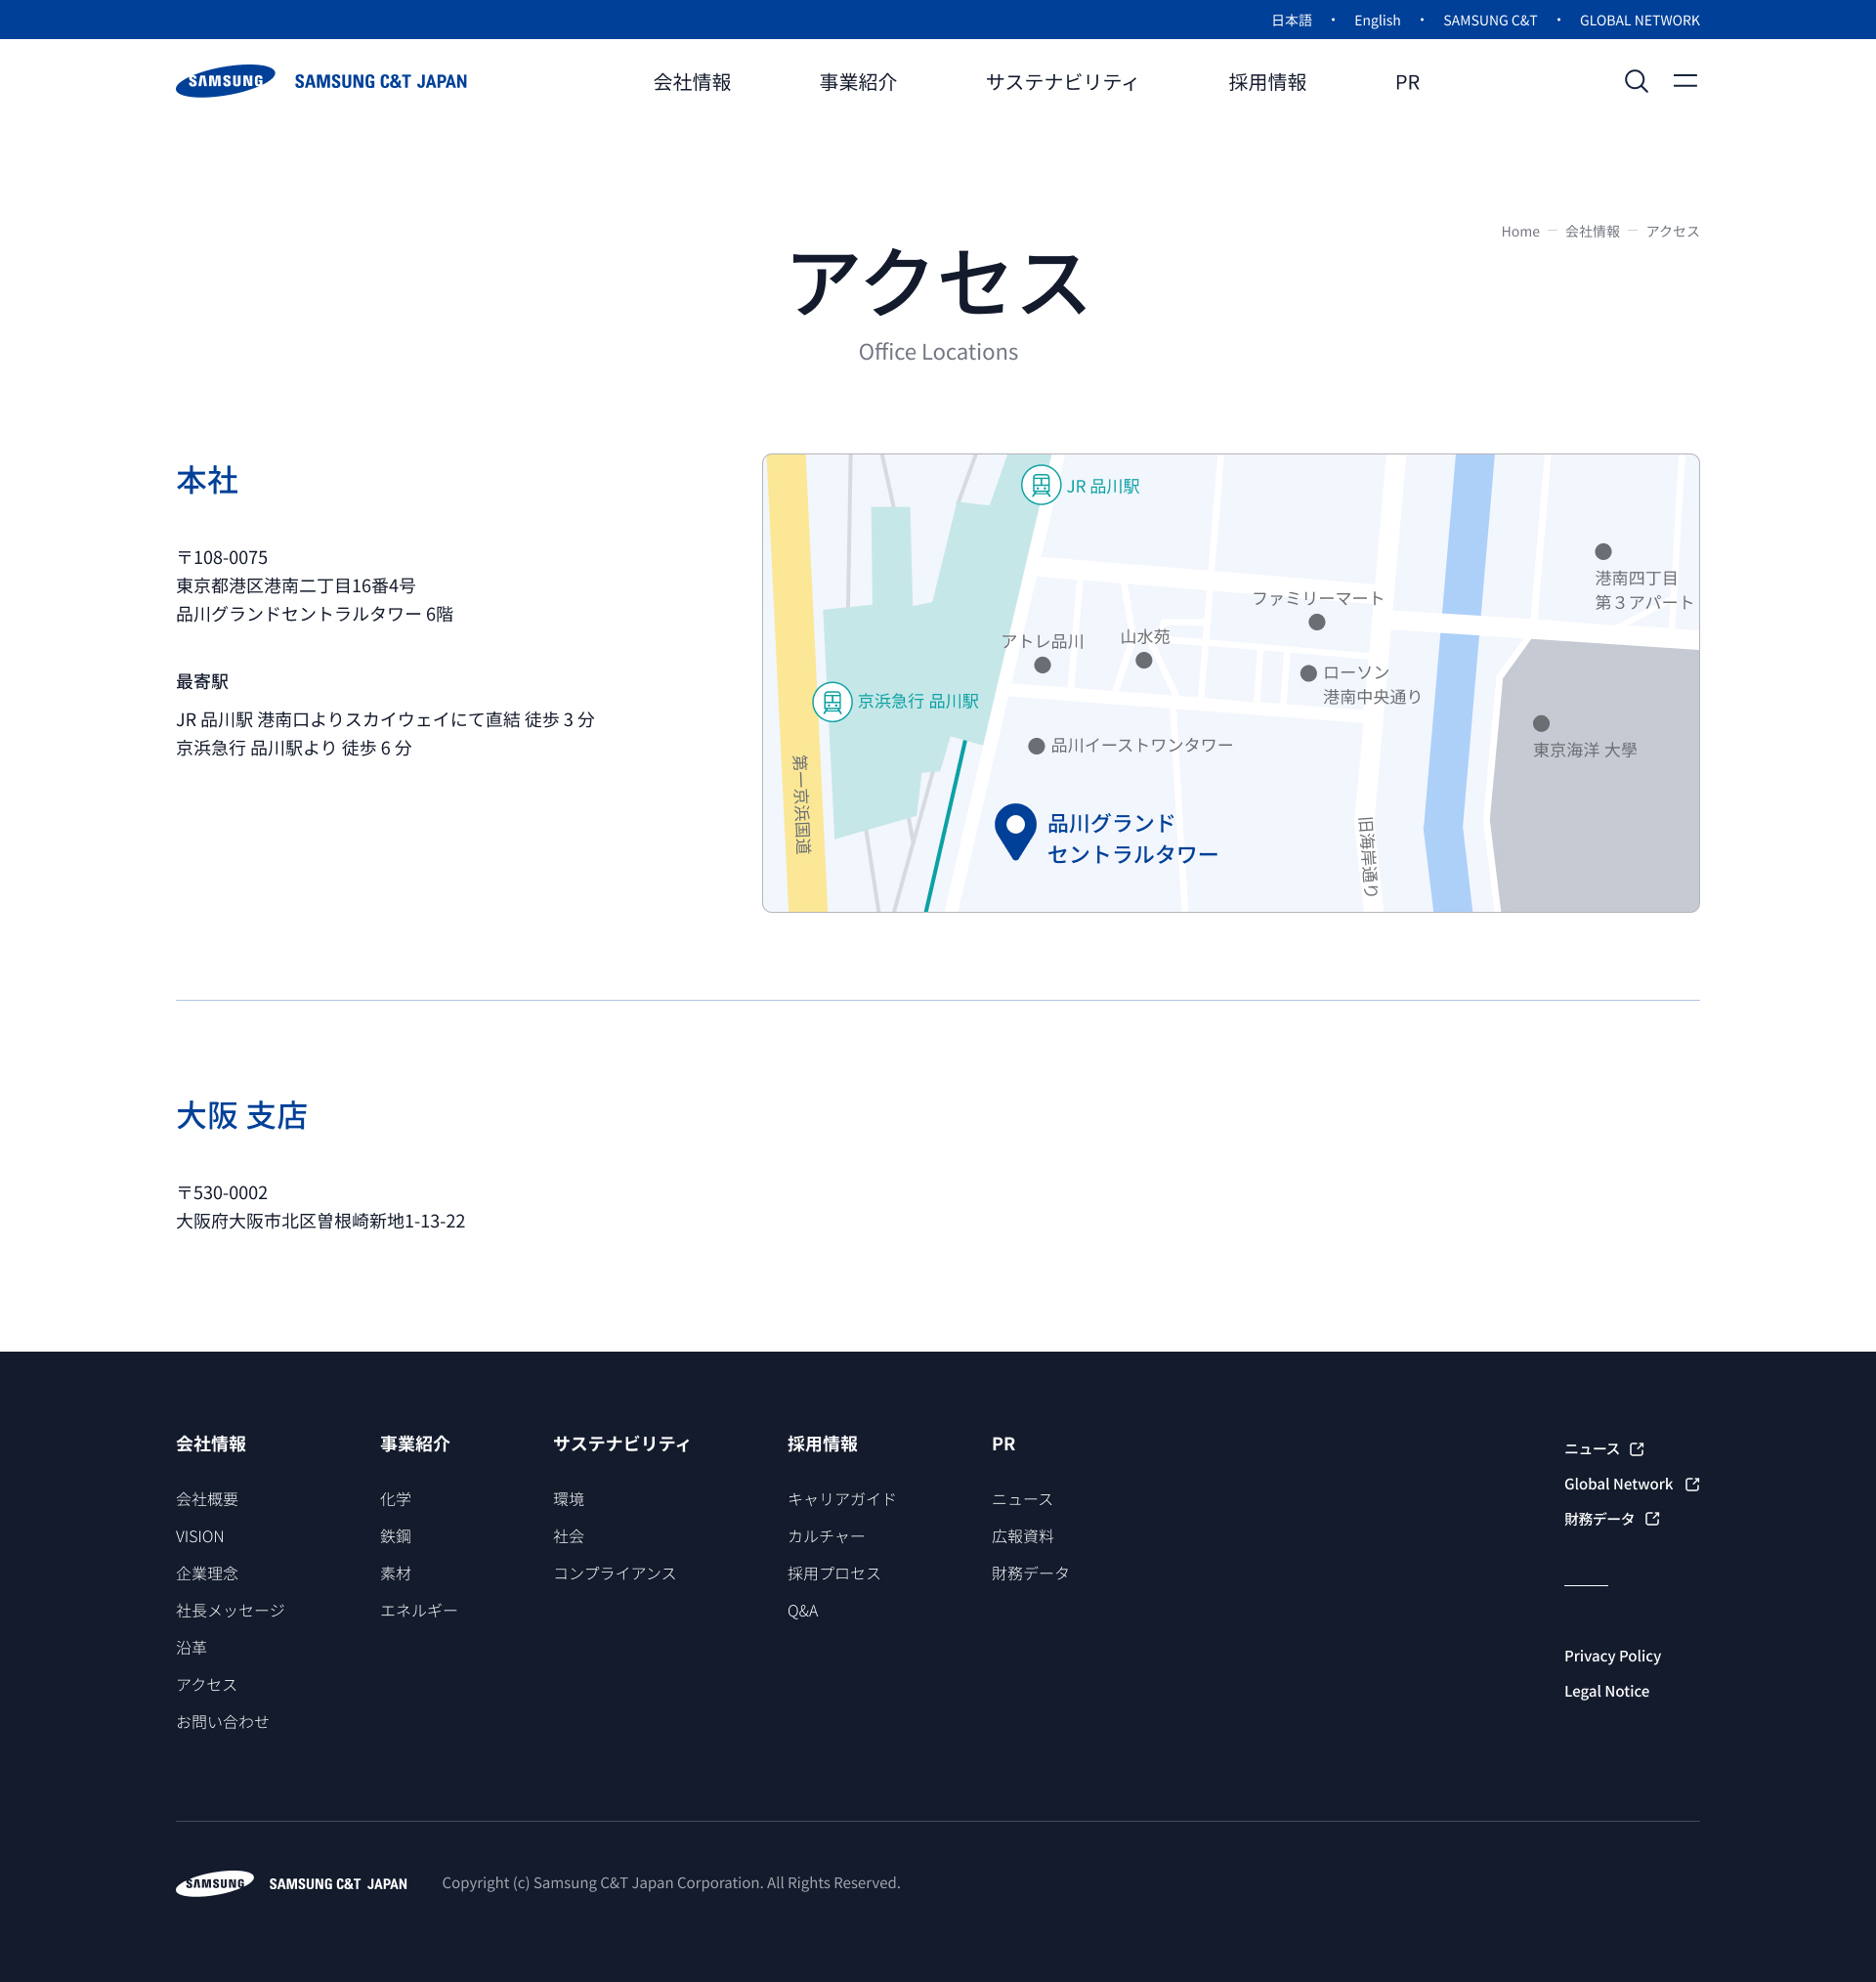 日本語 • English • SAMSUNG C&T • GLOBAL NETWORK
SAMSUNG SAMSUNG C&T JAPAN 会社情報 事業紹介 サステナビリティ 採用情報 PR
Home — 会社情報 — アクセス
アクセス
Office Locations
本社
〒108-0075
東京都港区港南二丁目16番4号
品川グランドセントラルタワー 6階
最寄駅
JR 品川駅 港南口よりスカイウェイにて直結 徒歩 3 分
京浜急行 品川駅より 徒歩 6 分
JR 品川駅
港南四丁目
第３アパート
ファミリーマート
アトレ品川
山水苑
ローソン
港南中央通り
京浜急行 品川駅
東京海洋 大學
品川イーストワンタワー
第一京浜国道
品川グランド
セントラルタワー
旧海岸通り
大阪 支店
〒530-0002
大阪府大阪市北区曽根崎新地1-13-22
会社情報
会社概要
VISION
企業理念
社長メッセージ
沿革
アクセス
お問い合わせ
事業紹介
化学
鉄鋼
素材
エネルギー
サステナビリティ
環境
社会
コンプライアンス
採用情報
キャリアガイド
カルチャー
採用プロセス
Q&A
PR
ニュース
広報資料
財務データ
ニュース
Global Network
財務データ
Privacy Policy
Legal Notice
SAMSUNG SAMSUNG C&T JAPAN Copyright (c) Samsung C&T Japan Corporation. All Rights Reserved.